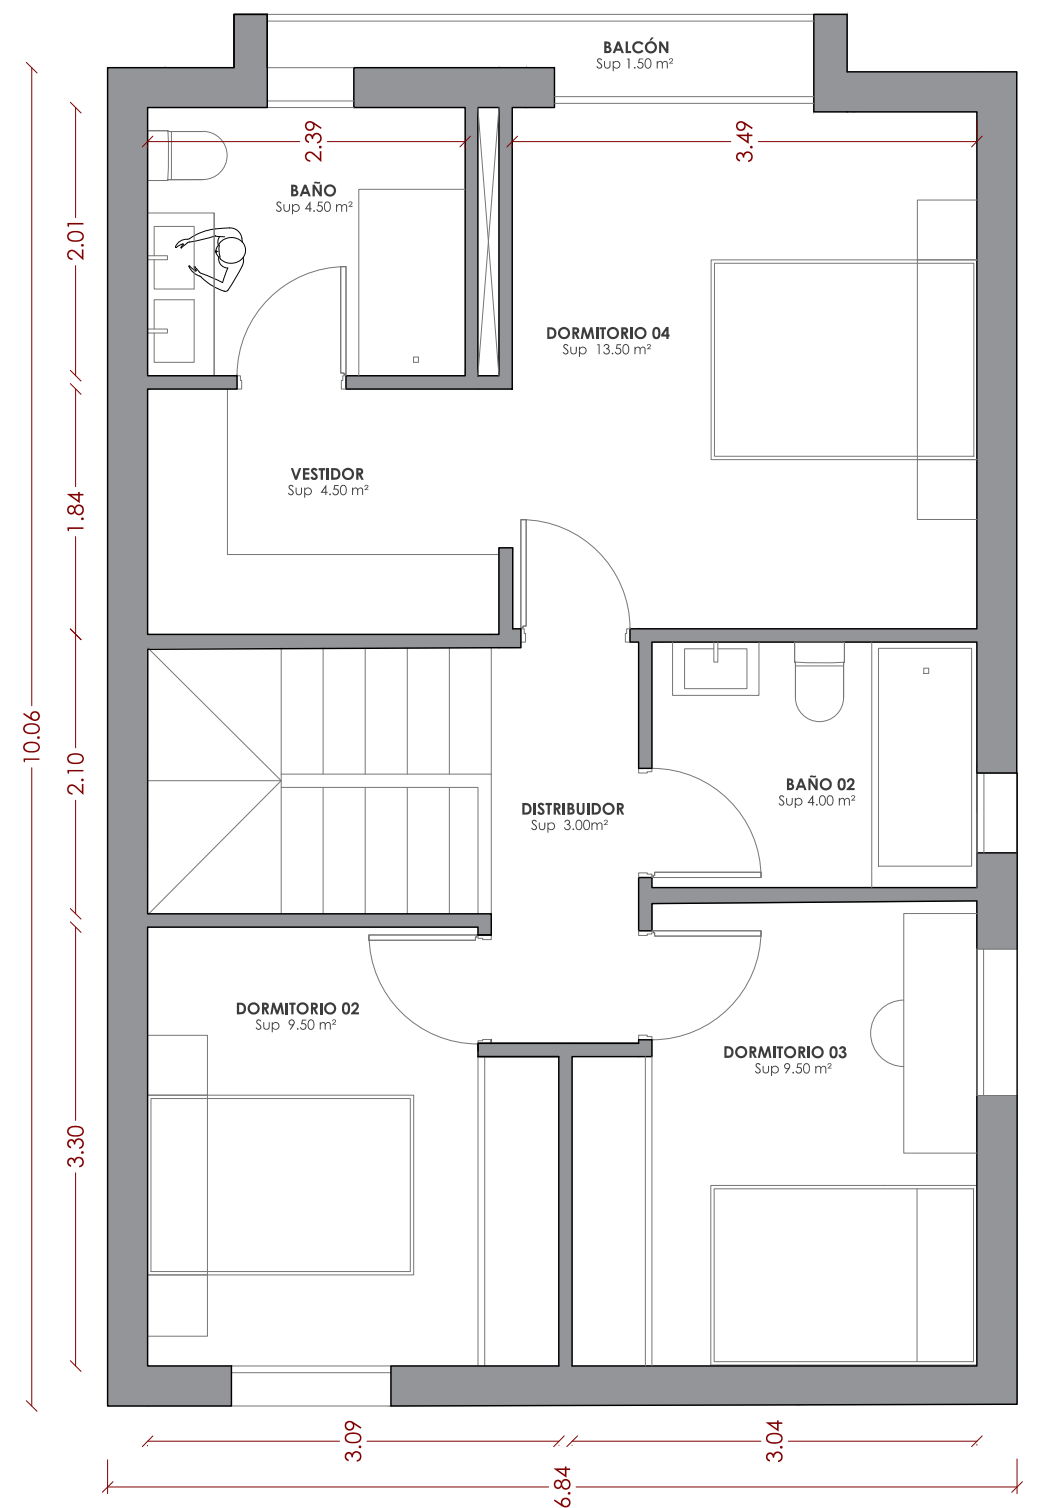 BALCÓN
Sup 1.50 m²
2.39
3.49
BAÑO
Sup 4.50 m²
2.01
DORMITORIO 04
Sup 13.50 m²
VESTIDOR
Sup 4.50 m²
1.84
10.06
2.10
BAÑO 02
Sup 4.00 m²
DISTRIBUIDOR
Sup 3.00m²
DORMITORIO 02
Sup 9.50 m²
DORMITORIO 03
Sup 9.50 m²
3.30
3.09
3.04
6.84